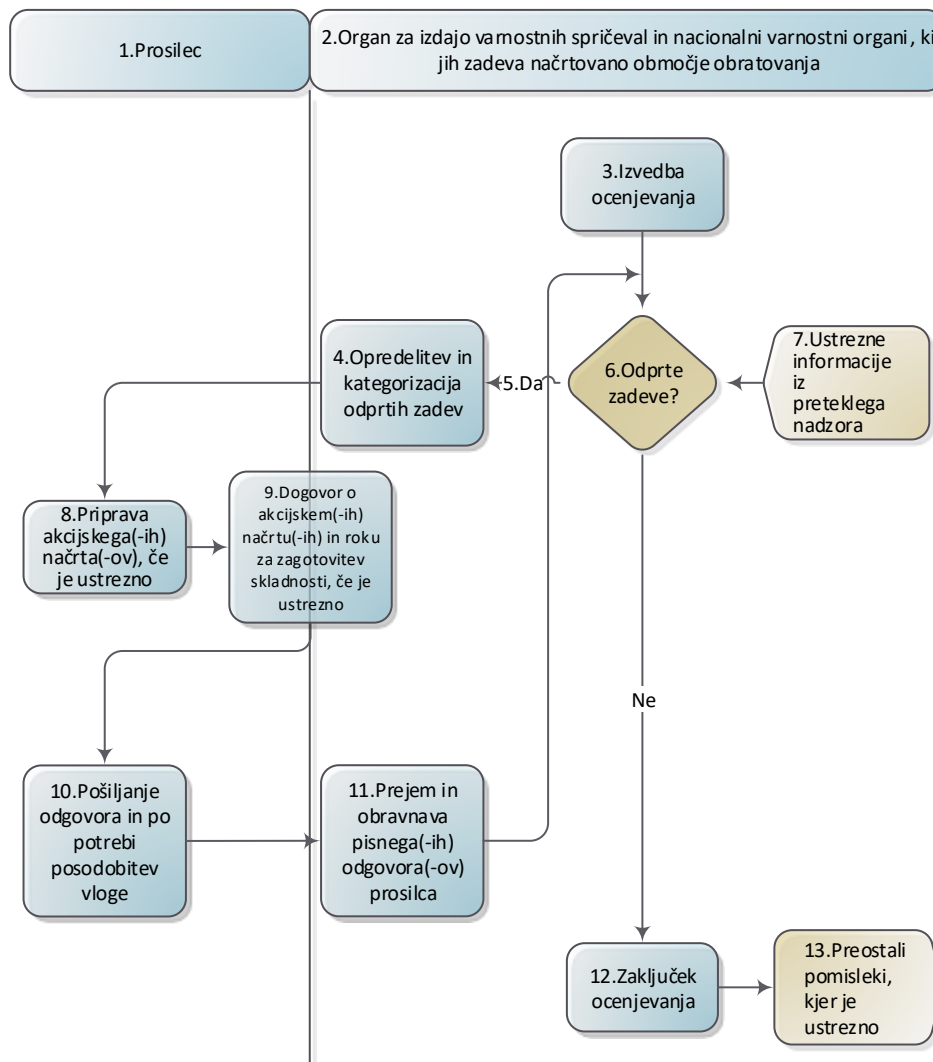 1.Prosilec
2.Organ za izdajo varnostnih spričeval in nacionalni varnostni organi, ki
jih zadeva načrtovano območje obratovanja
3.Izvedba
ocenjevanja
4.Opredelitev in
kategorizacija
odprtih zadev
5.Da
6.Odprte
zadeve?
7.Ustrezne
informacije
iz
preteklega
nadzora
8.Priprava
akcijskega(-ih)
načrta(-ov), če
je ustrezno
9.Dogovor o
akcijskem(-ih)
načrtu(-ih) in roku
za zagotovitev
skladnosti, če je
ustrezno
Ne
10.Pošiljanje
odgovora in po
potrebi
posodobitev
vloge
11.Prejem in
obravnava
pisnega(-ih)
odgovora(-ov)
prosilca
12.Zaključek
ocenjevanja
13.Preostali
pomisleki,
kjer je
ustrezno